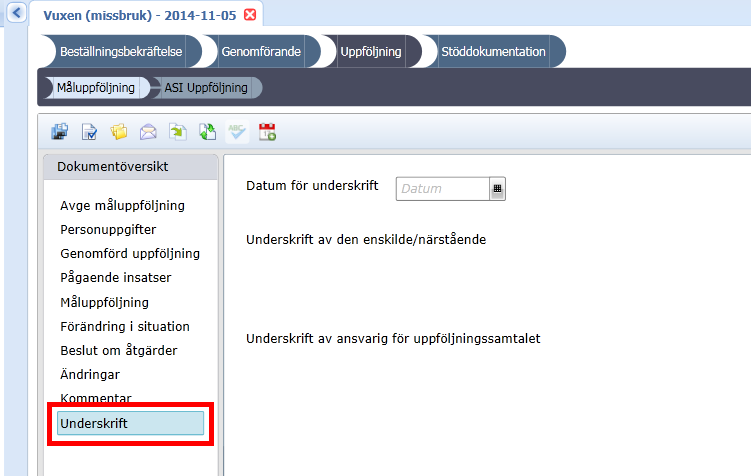 Vuxen (missbruk) - 2014-11-05
Beställningsbekräftelse Genomförande Uppföljning Stöddokumentation
Måluppföljning ASI Uppföljning
ABC
Dokumentöversikt
Avge måluppföljning
Personuppgifter
Genomförd uppföljning
Pågaende insatser
Måluppföljning
Förändring i situation
Beslut om åtgärder
Ändringar
Kommentar
Underskrift
Datum för underskrift Datum
Underskrift av den enskilde/närstående
Underskrift av ansvarig för uppföljningssamtalet